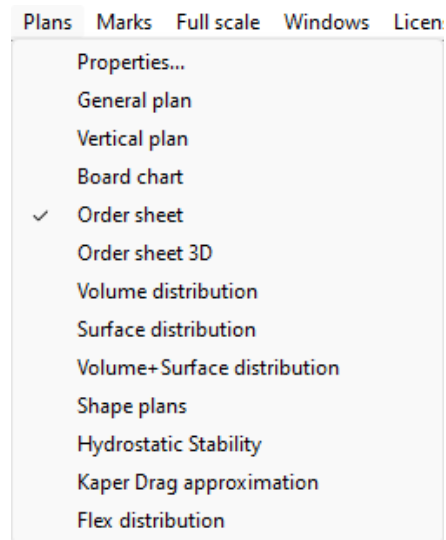 Plans Marks Full scale Windows Licen
Properties...
General plan
Vertical plan
Board chart
Order sheet
Order sheet 3D
Volume distribution
Surface distribution
Volume+Surface distribution
Shape plans
Hydrostatic Stability
Kaper Drag approximation
Flex distribution